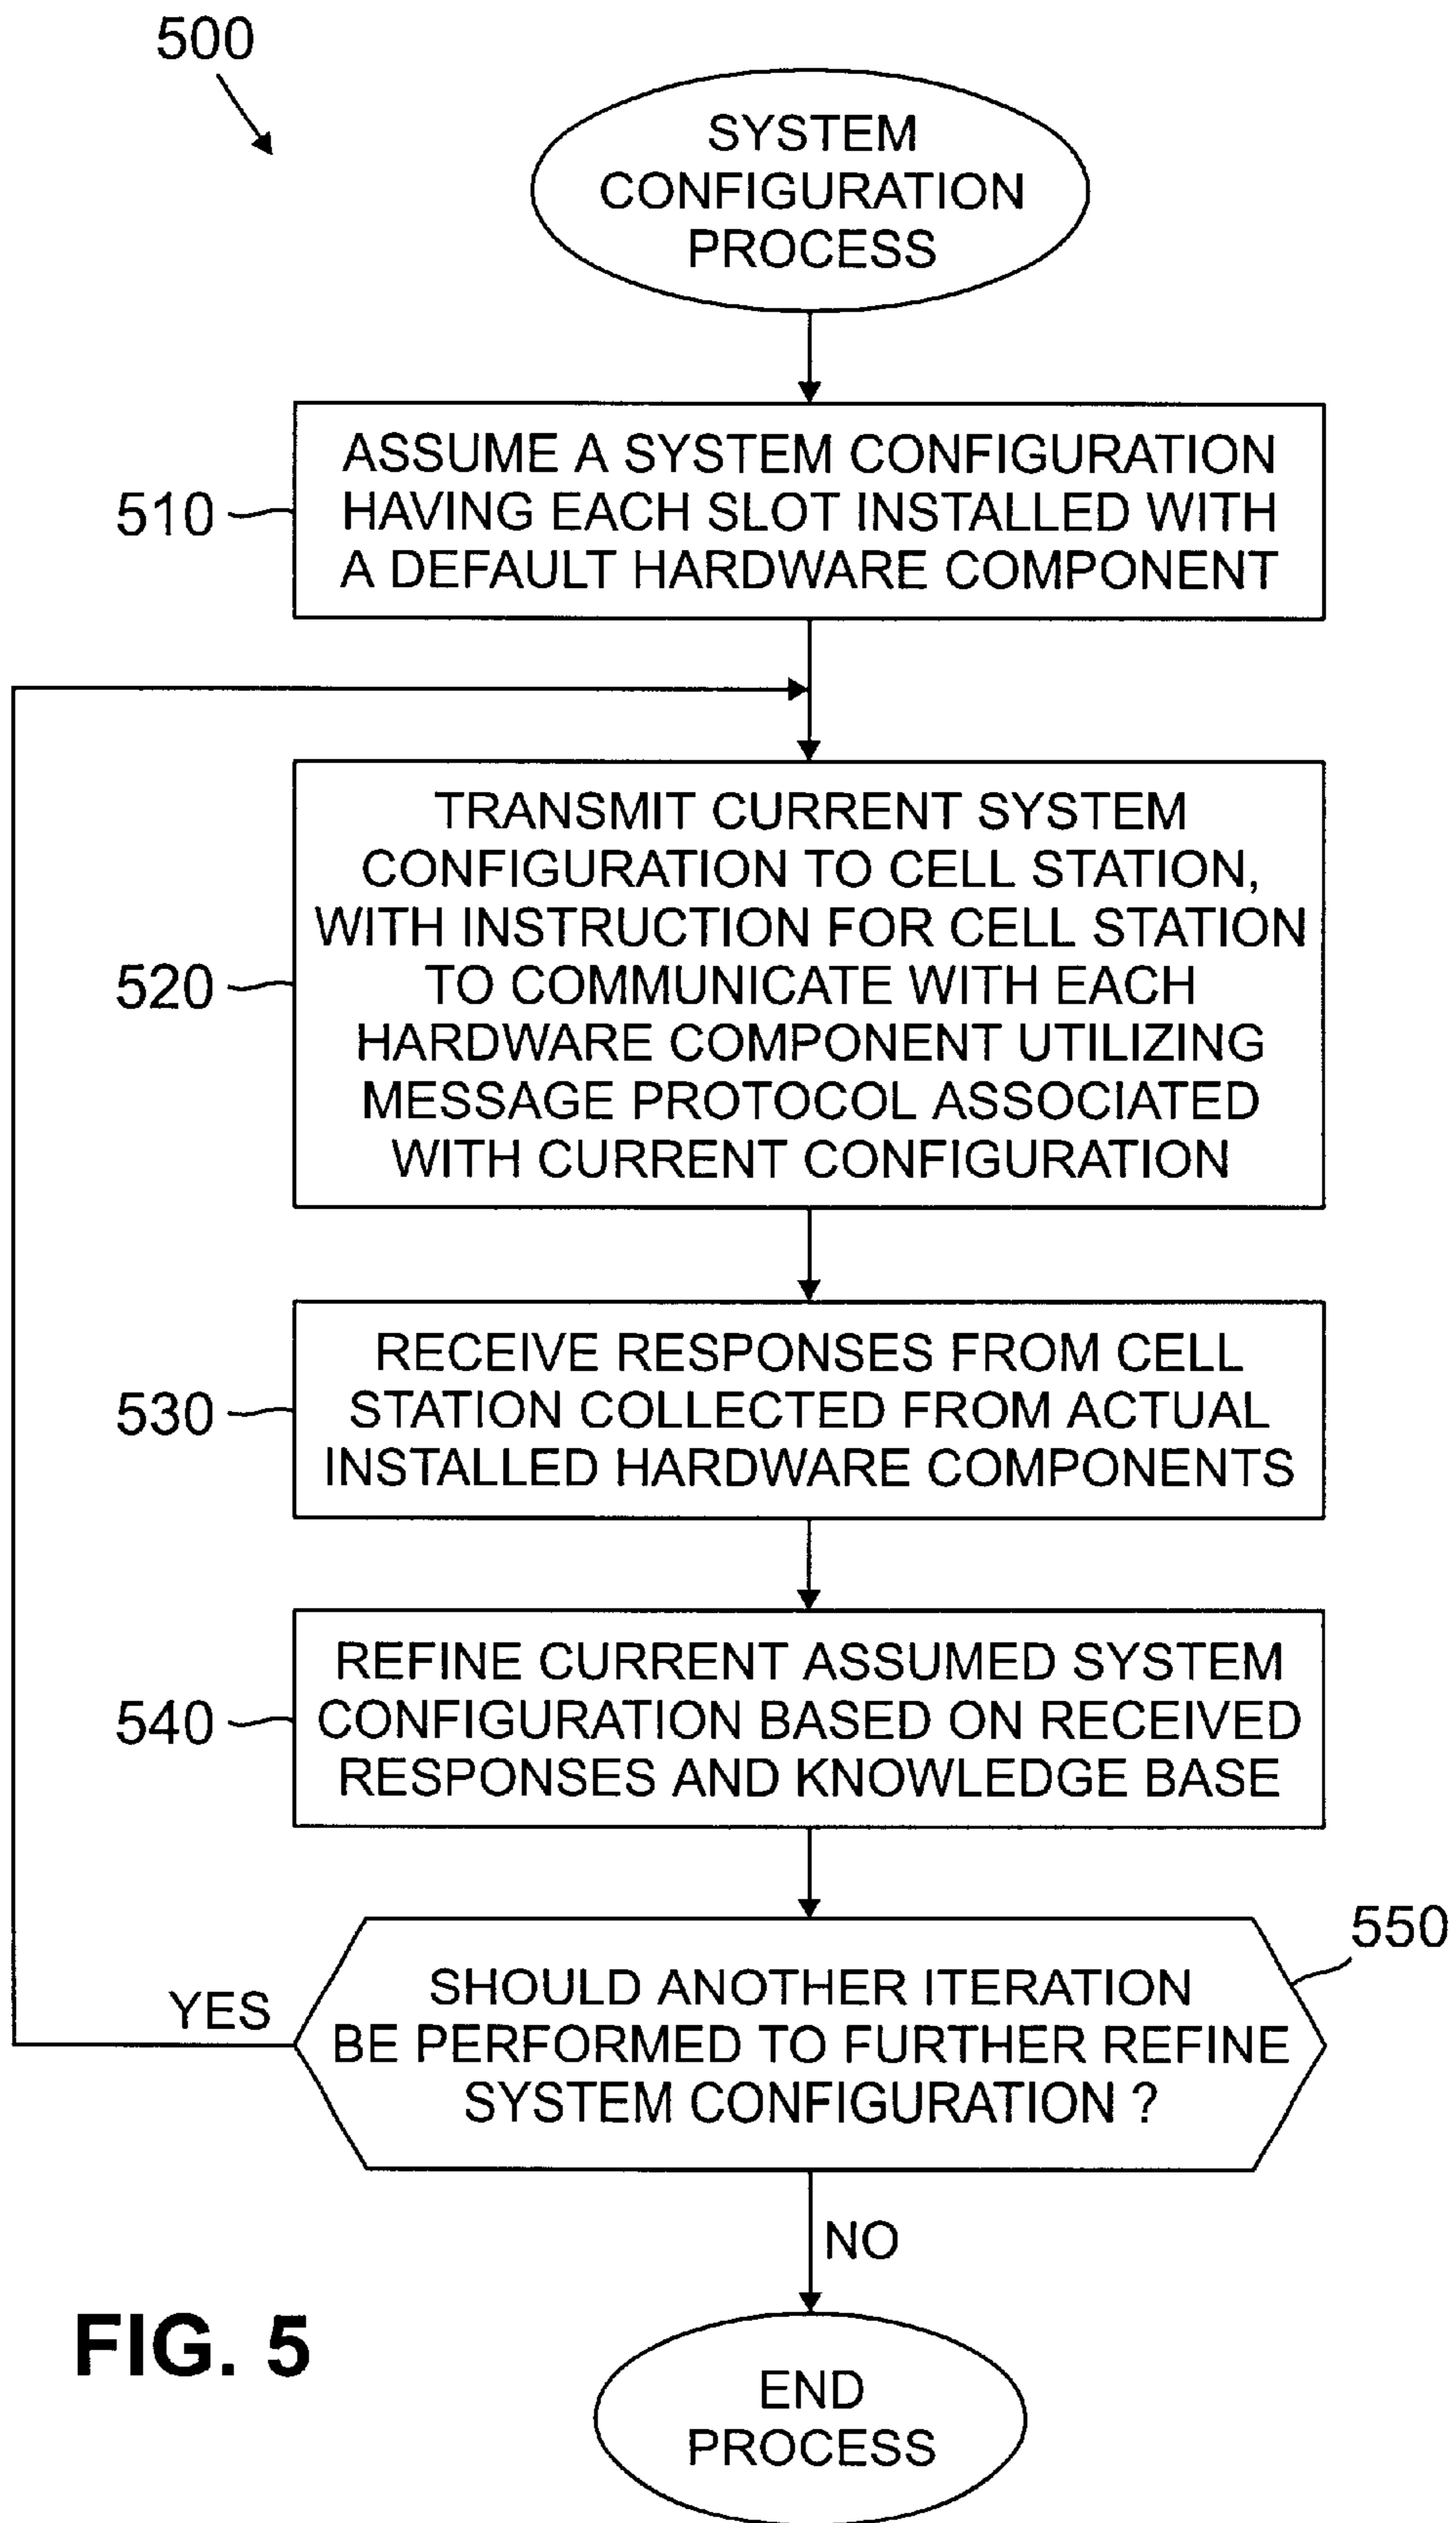 500
SYSTEM
CONFIGURATION
PROCESS
510
ASSUME A SYSTEM CONFIGURATION
HAVING EACH SLOT INSTALLED WITH
A DEFAULT HARDWARE COMPONENT
520
TRANSMIT CURRENT SYSTEM
CONFIGURATION TO CELL STATION,
WITH INSTRUCTION FOR CELL STATION
TO COMMUNICATE WITH EACH
HARDWARE COMPONENT UTILIZING
MESSAGE PROTOCOL ASSOCIATED
WITH CURRENT CONFIGURATION
530
RECEIVE RESPONSES FROM CELL
STATION COLLECTED FROM ACTUAL
INSTALLED HARDWARE COMPONENTS
540
REFINE CURRENT ASSUMED SYSTEM
CONFIGURATION BASED ON RECEIVED
RESPONSES AND KNOWLEDGE BASE
550
YES
SHOULD ANOTHER ITERATION
BE PERFORMED TO FURTHER REFINE
SYSTEM CONFIGURATION ?
NO
FIG. 5
END
PROCESS